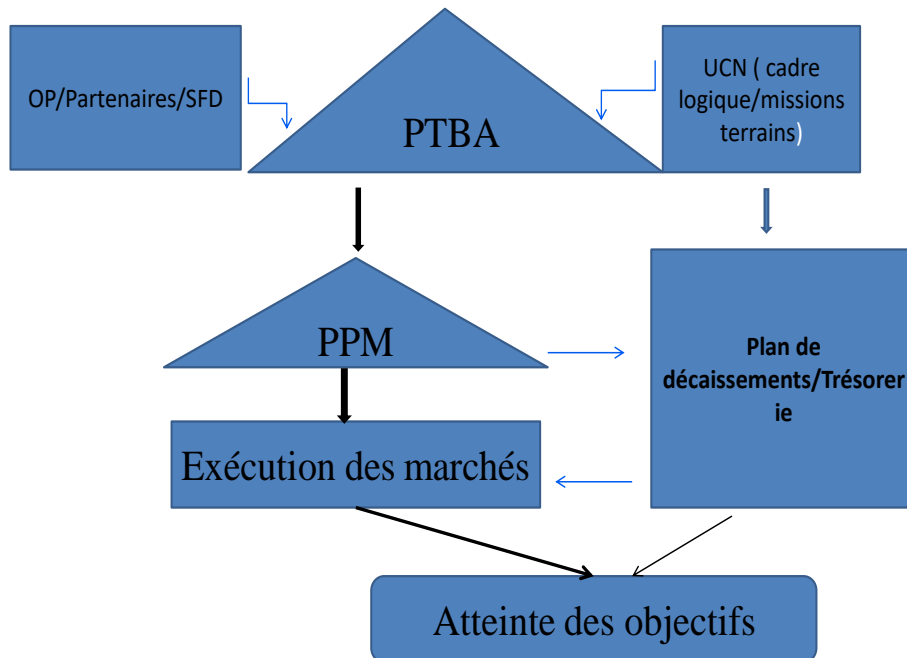 OP/Partenaires/SFD
PTBA
UCN ( cadre
logique/missions
terrains)
PPM
Plan de
décaissements/Trésorer
ie
Exécution des marchés
Atteinte des objectifs